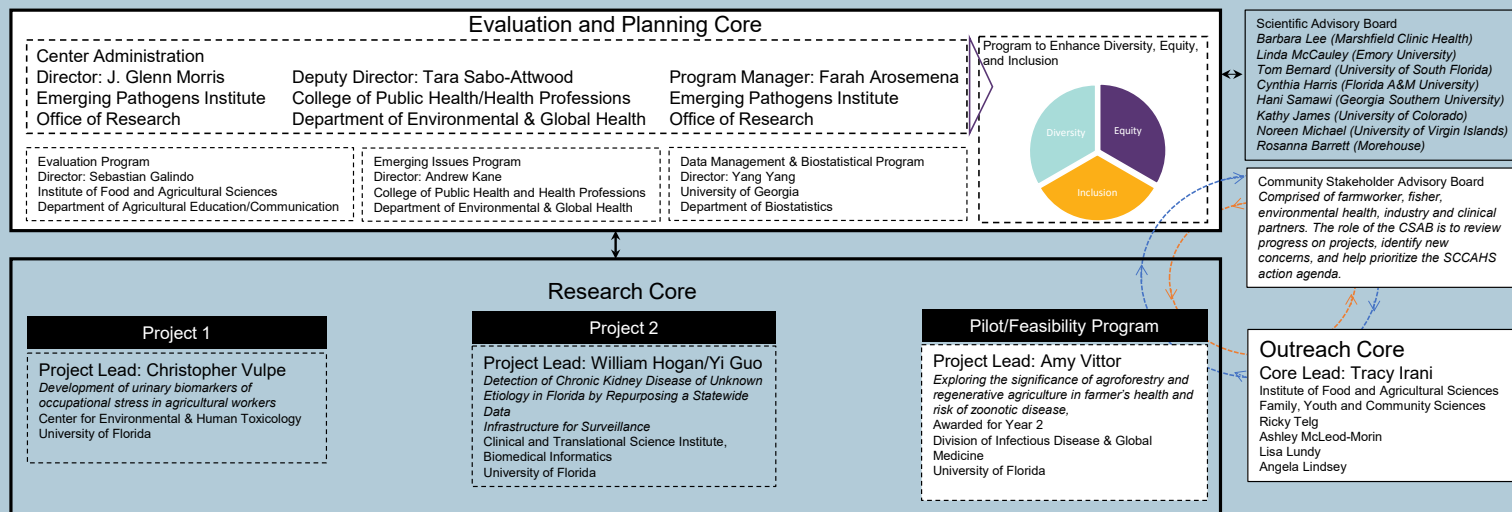 Evaluation and Planning Core
Center Administration
Director: J. Glenn Morris
Emerging Pathogens Institute
Office of Research
Deputy Director: Tara Sabo-Attwood
College of Public Health/Health Professions
Department of Environmental & Global Health
Program Manager: Farah Arosemena
Emerging Pathogens Institute
Office of Research
Program to Enhance Diversity, Equity,
and Inclusion
Diversity
Equity
Inclusion
Evaluation Program
Director: Sebastian Galindo
Institute of Food and Agricultural Sciences
Department of Agricultural Education/Communication
Emerging Issues Program
Director: Andrew Kane
College of Public Health and Health Professions
Department of Environmental & Global Health
Data Management & Biostatistical Program
Director: Yang Yang
University of Georgia
Department of Biostatistics
Scientific Advisory Board
Barbara Lee (Marshfield Clinic Health)
Linda McCauley (Emory University)
Tom Bernard (University of South Florida)
Cynthia Harris (Florida A&M University)
Hani Samawi (Georgia Southern University)
Kathy James (University of Colorado)
Noreen Michael (University of Virgin Islands)
Rosanna Barrett (Morehouse)
Community Stakeholder Advisory Board
Comprised of farmworker, fisher,
environmental health, industry and clinical
partners. The role of the CSAB is to review
progress on projects, identify new
concerns, and help prioritize the SCCAHS
action agenda.
Research Core
Project 1
Project Lead: Christopher Vulpe
Development of urinary biomarkers of
occupational stress in agricultural workers
Center for Environmental & Human Toxicology
University of Florida
Project 2
Project Lead: William Hogan/Yi Guo
Detection of Chronic Kidney Disease of Unknown
Etiology in Florida by Repurposing a Statewide
Data
Infrastructure for Surveillance
Clinical and Translational Science Institute,
Biomedical Informatics
University of Florida
Pilot/Feasibility Program
Project Lead: Amy Vittor
Exploring the significance of agroforestry and
regenerative agriculture in farmer's health and
risk of zoonotic disease,
Awarded for Year 2
Division of Infectious Disease & Global
Medicine
University of Florida
Outreach Core
Core Lead: Tracy Irani
Institute of Food and Agricultural Sciences
Family, Youth and Community Sciences
Ricky Telg
Ashley McLeod-Morin
Lisa Lundy
Angela Lindsey